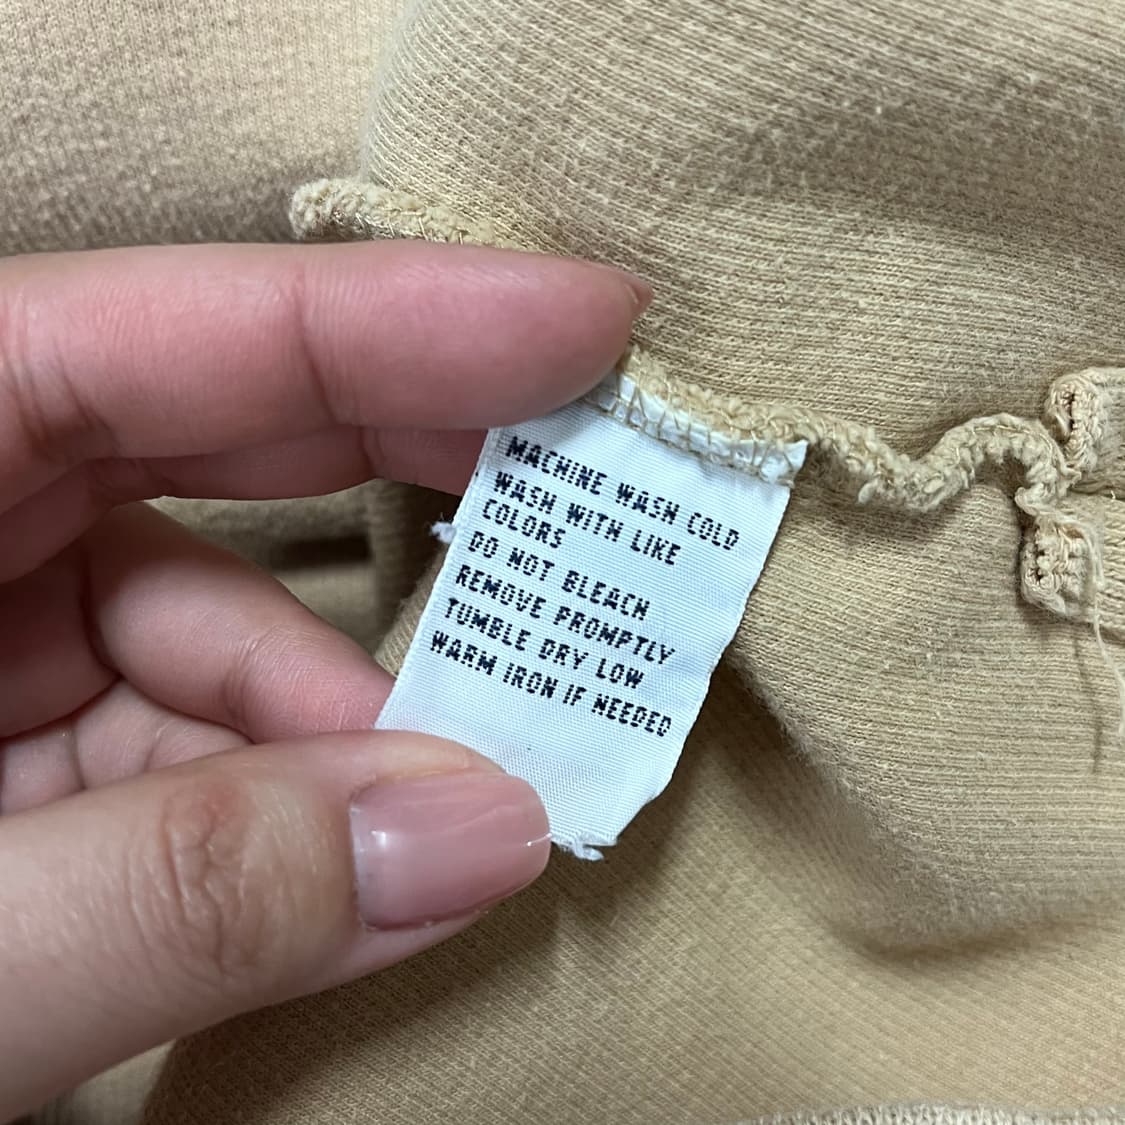 MACHINE WASH COLD
WASH WITH LIKE
COLORS
DO NOT BLEACH
REMOVE PROMPTLY
TUMBLE DRY LOW
WARM IRON IF NEEDED